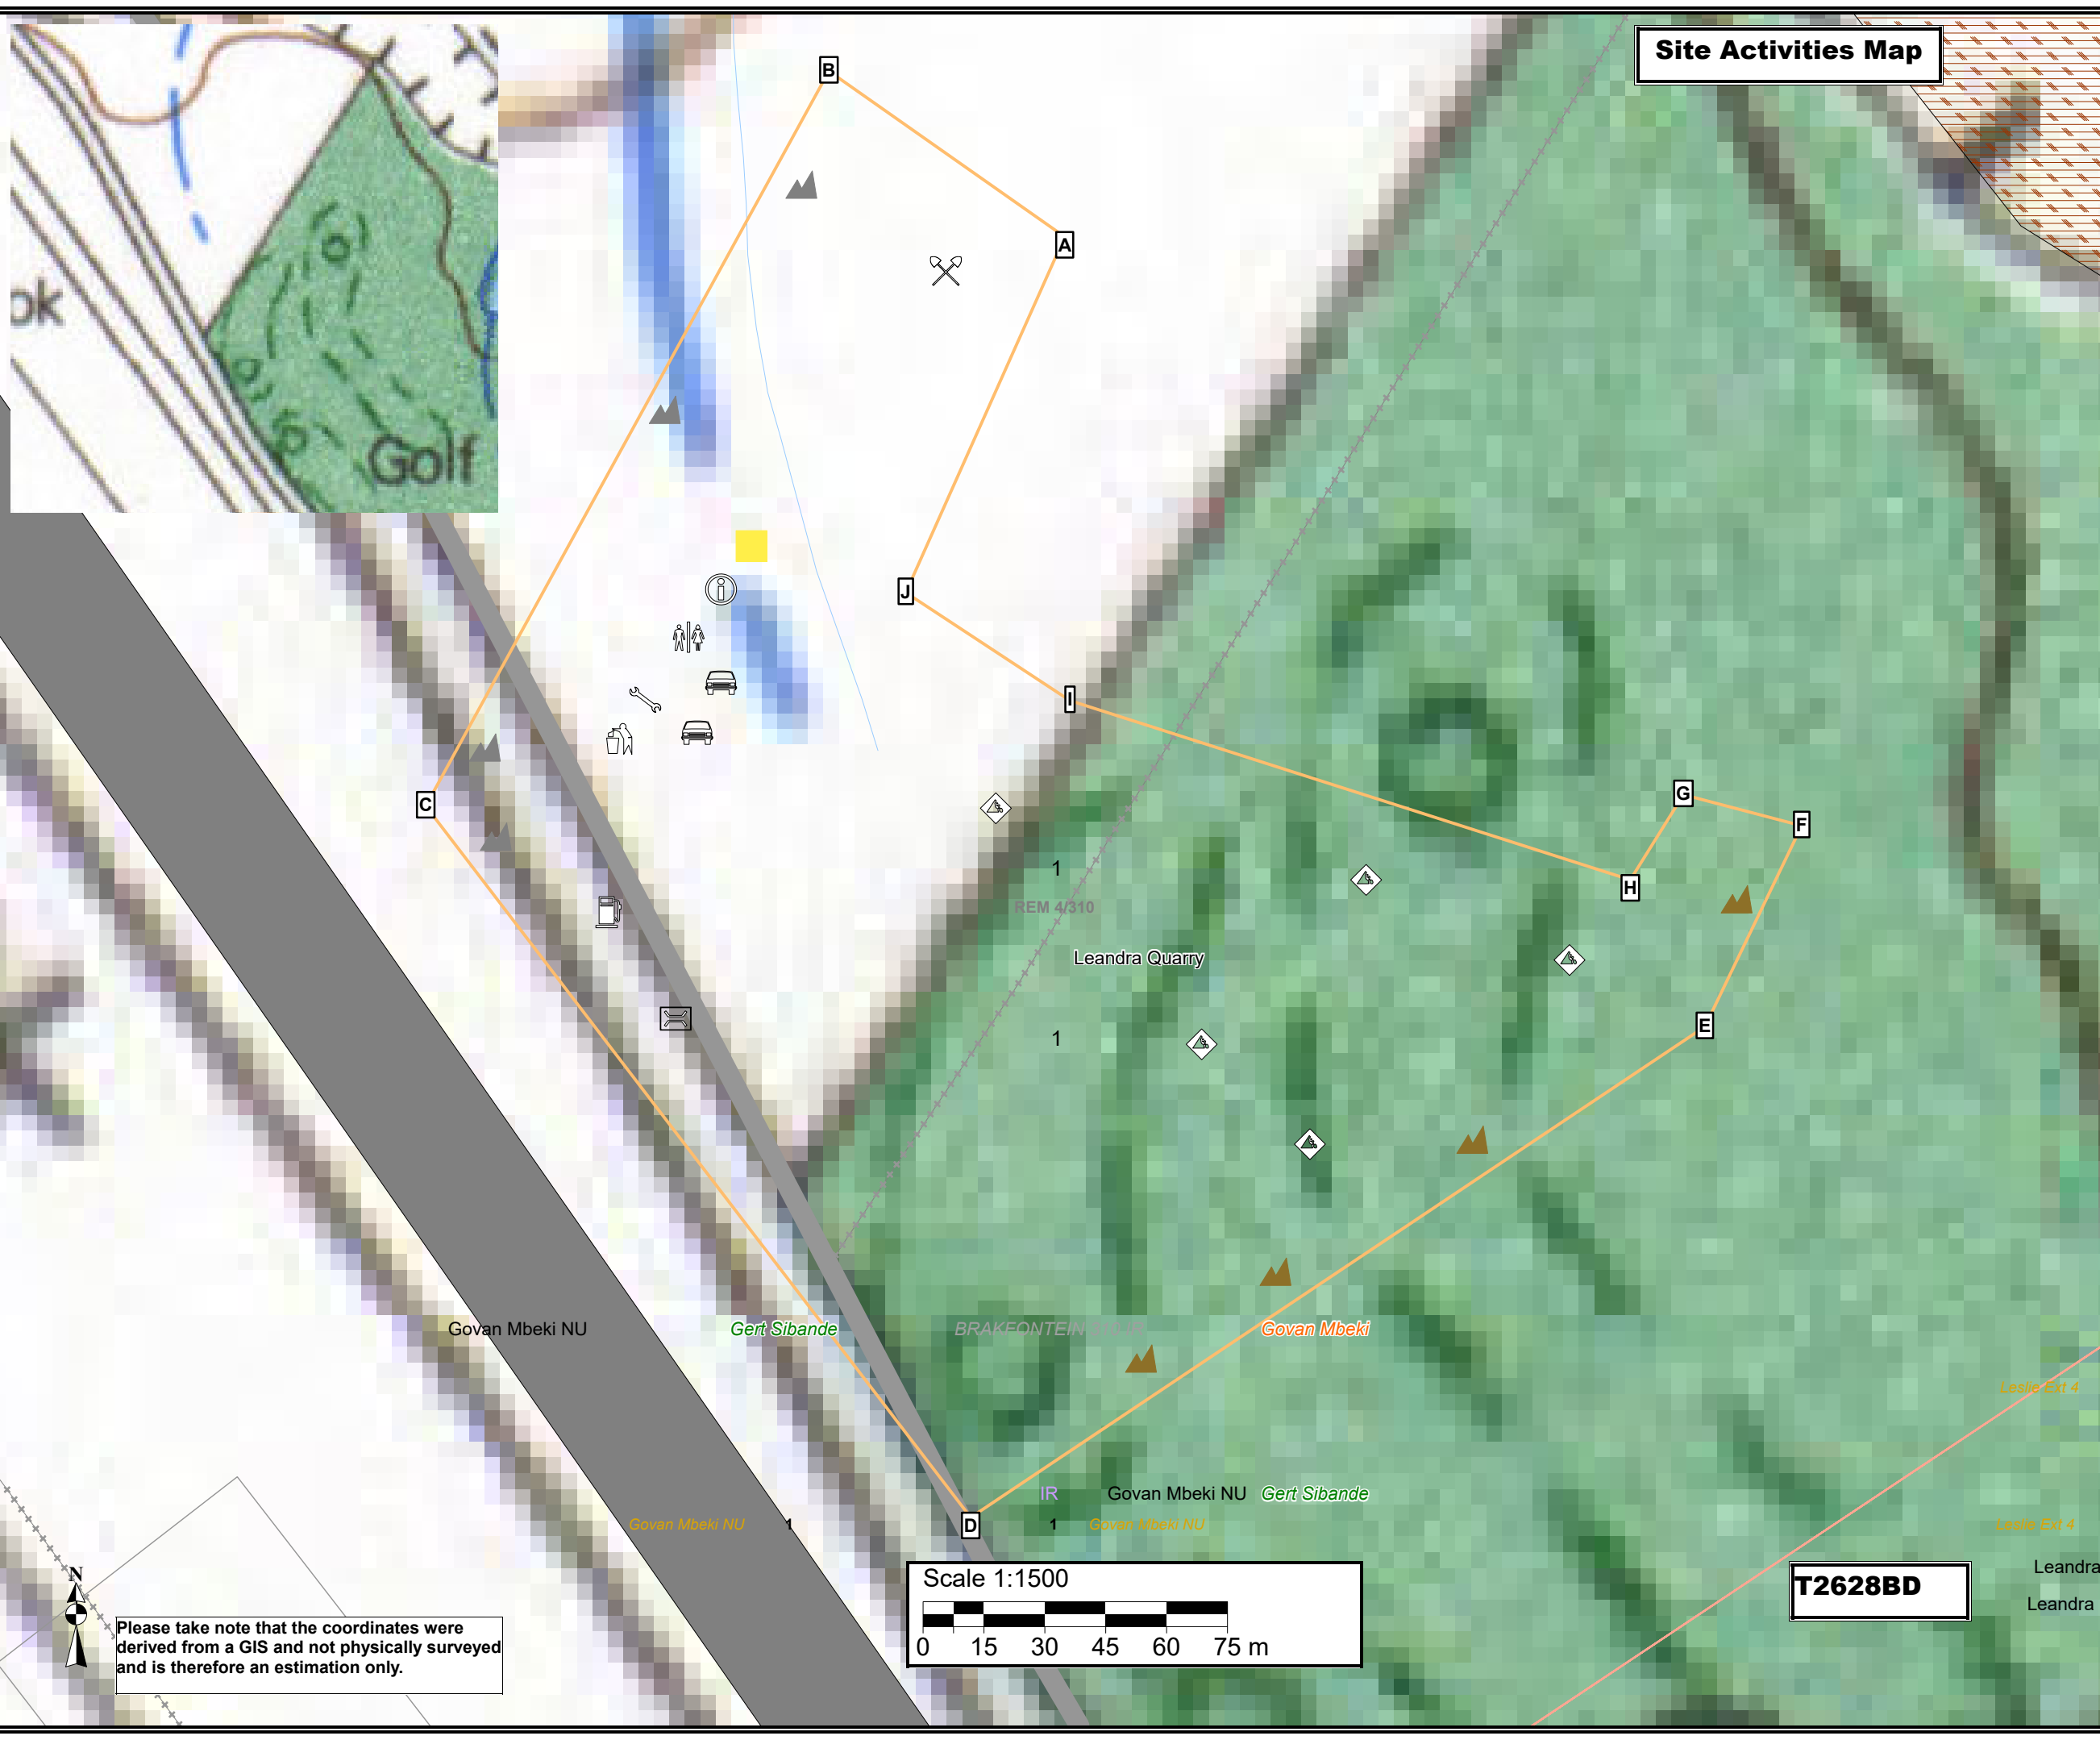 Site Activities Map
B
A
ok
Golf
J
I
C
G
F
H
1
REM 4/310
Leandra Quarry
E
1
Govan Mbeki NU
Gert Sibande
BRAKFONTEIN
Govan Mbeki
Leslie Ext 4
IR
Govan Mbeki NU
Gert Sibande
Govan Mbeki NU
1
D
1
Govan Mbeki NU
Leslie Ext 4
N
Scale 1:1500
0 15 30 45 60 75 m
T2628BD
Leandra
Leandra
Please take note that the coordinates were
derived from a GIS and not physically surveyed
and is therefore an estimation only.